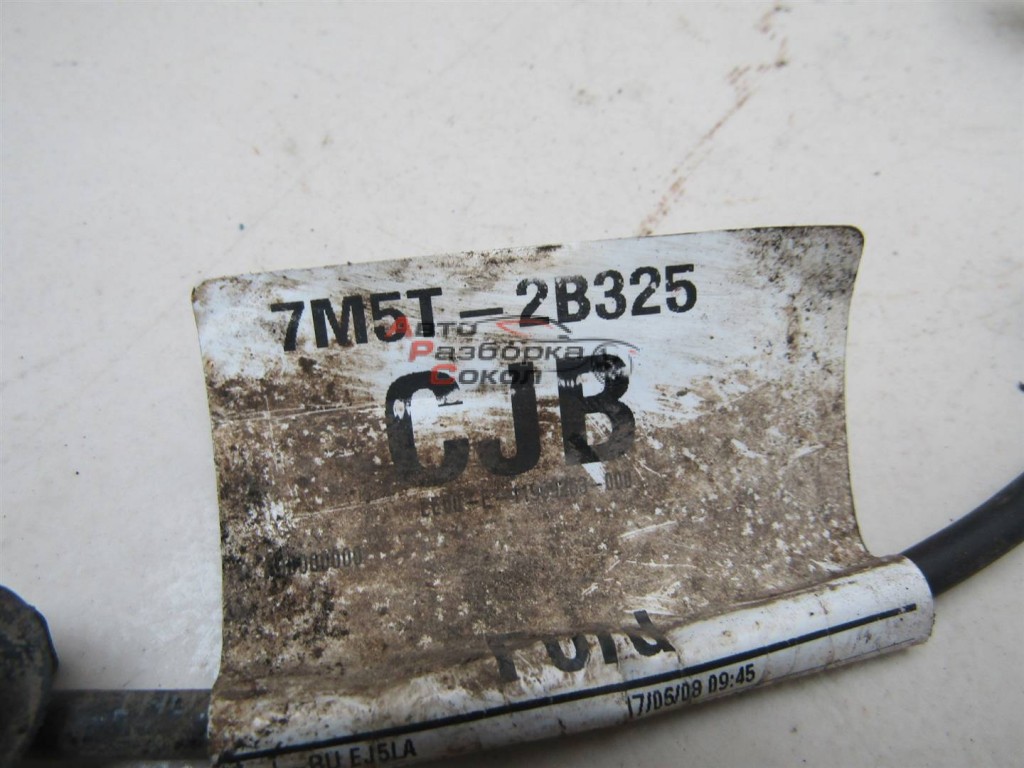 7M5T-2B325
Авто
Разборка
Сокол
CJB
Ford
17/06/08 09:45